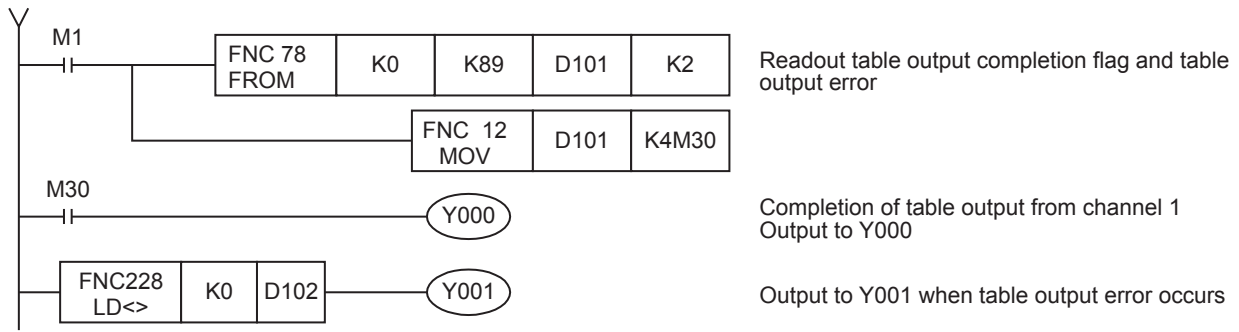 M1
FNC 78 K0 K89 D101 K2
FROM
Readout table output completion flag and table
output error
FNC 12 D101 K4M30
MOV
M30
Y000
Completion of table output from channel 1
Output to Y000
FNC228 K0 D102 Y001
LD<>
Output to Y001 when table output error occurs